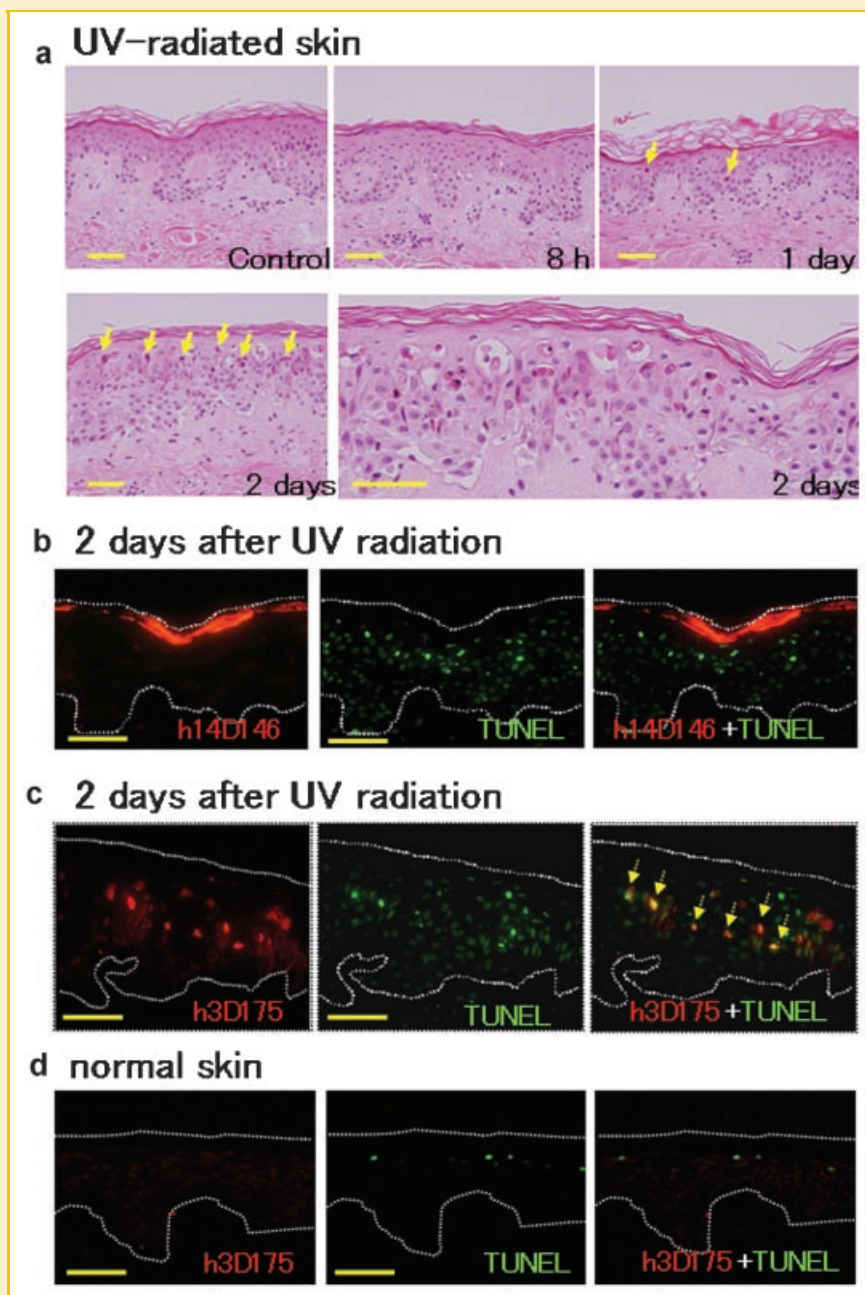 a UV-radiated skin
Control
8 h
1 day
2 days
2 days
b 2 days after UV radiation
h14D146
TUNEL
h14D146+TUNEL
c 2 days after UV radiation
h3D175
TUNEL
h3D175+TUNEL
d normal skin
h3D175
TUNEL
h3D175+TUNEL